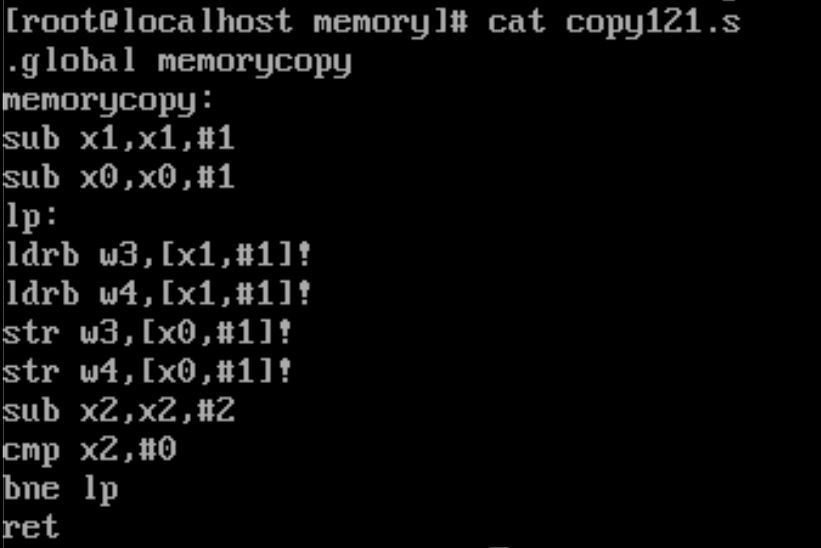 [root@localhost memory]# cat copy121.s
.global memorycopy
memorycopy:
sub x1,x1,#1
sub x0,x0,#1
lp:
ldrb w3,[x1,#1]!
ldrb w4,[x1,#1]!
str w3,[x0,#1]!
str w4,[x0,#1]!
sub x2,x2,#2
cmp x2,#0
bne lp
ret